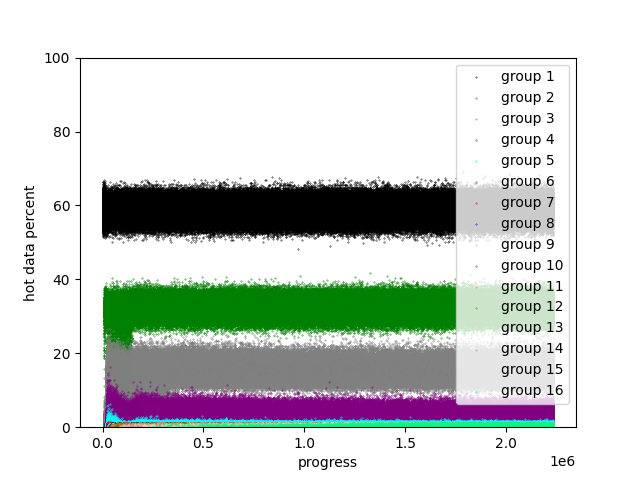 100
80
60
40
20
0
hot data percent
0.0 0.5 1.0 1.5 2.0
1e6
progress
group 1
group 2
group 3
group 4
group 5
group 6
group 7
group 8
group 9
group 10
group 11
group 12
group 13
group 14
group 15
group 16